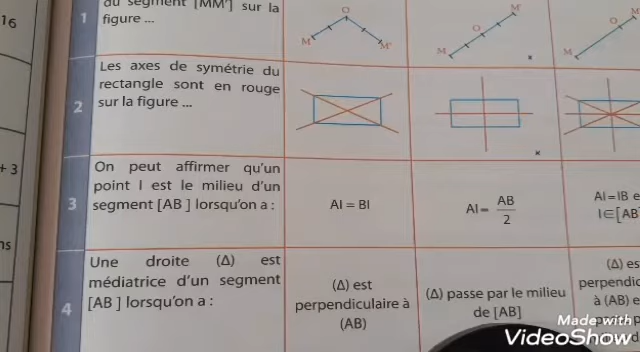 16
1
du segment [MM'] sur la
figure ...
O
M
M'
M'
O
M
O
M
2
Les axes de symétrie du
rectangle sont en rouge
sur la figure ...
+ 3
3
On peut affirmer qu'un
point I est le milieu d'un
segment [AB ] lorsqu'on a :
AI = BI
AI= AB
2
AI=IB e
I∈[AB
ns
4
Une droite (Δ) est
médiatrice d'un segment
[AB ] lorsqu'on a :
(Δ) est
perpendiculaire à
(AB)
(Δ) passe par le milieu
de [AB]
(Δ) es
perpendic
à (AB) e
Made with
VideoShow